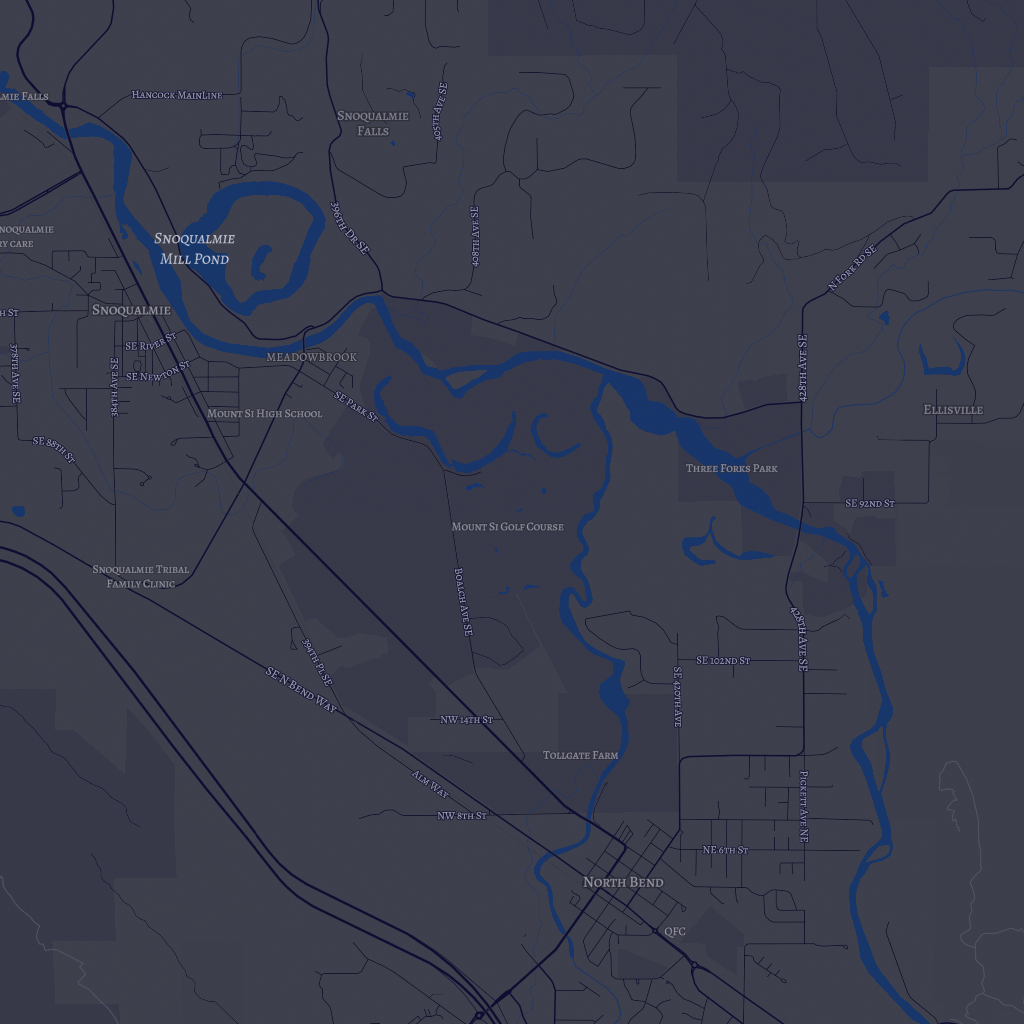 LMIE FALLS
HANCOCK MAINLINE
SNOQUALMIE
FALLS
405TH AVE SE
396TH DR SE
408TH AVE SE
NOQUALMIE
RY CARE
SNOQUALMIE
MILL POND
N FORK RD SE
SNOQUALMIE
H ST
SE RIVER ST
378TH AVE SE
384TH AVE SE
SE NEWTON ST
MEADOWBROOK
428TH AVE SE
SE PARK ST
MOUNT SI HIGH SCHOOL
ELLISVILLE
SE 88TH ST
THREE FORKS PARK
SE 92ND ST
MOUNT SI GOLF COURSE
SNOQUALMIE TRIBAL
FAMILY CLINIC
BOALCH AVE SE
428TH AVE SE
394TH PL SE
SE 102ND ST
SE N BEND WAY
SE 420TH AVE
NW 14TH ST
TOLLGATE FARM
ALM WAY
PICKETT AVE NE
NW 8TH ST
NE 6TH ST
NORTH BEND
QFC